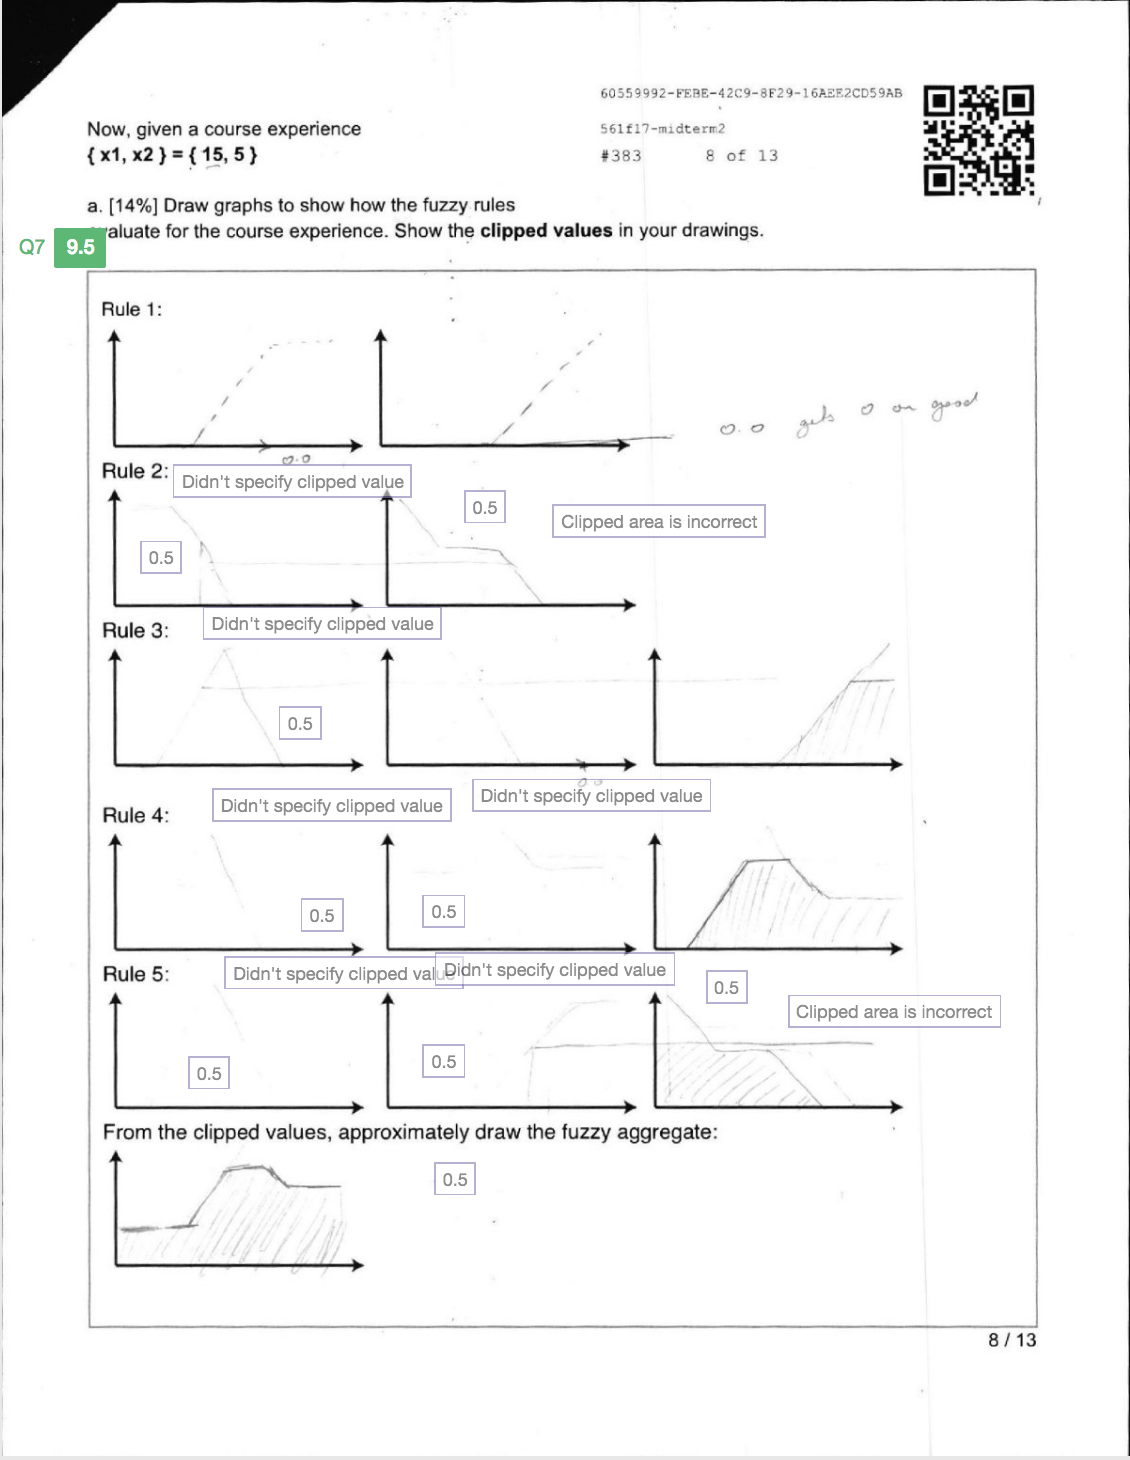 60559992-FEBE-42C9-8F29-16AEE2CD59AB
Now, given a course experience
561f17-midterm2
{ x1, x2 } = { 15, 5 }
#383 8 of 13
a. [14%] Draw graphs to show how the fuzzy rules
Q7 9.5 aluate for the course experience. Show the clipped values in your drawings.
Rule 1:
0.0 gets 0 on good
0.0
Rule 2:
Didn't specify clipped value
0.5
Clipped area is incorrect
0.5
Didn't specify clipped value
Rule 3:
0.5
0.0
Didn't specify clipped value
Didn't specify clipped value
Rule 4:
0.5
0.5
Rule 5:
Didn't specify clipped value
Didn't specify clipped value
0.5
Clipped area is incorrect
0.5
0.5
From the clipped values, approximately draw the fuzzy aggregate:
0.5
8 / 13